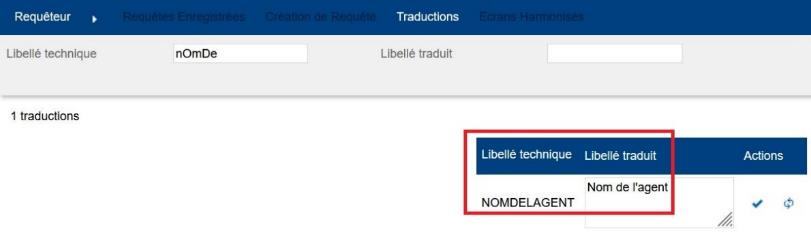 Requêteur Requêtes Enregistrées Création de Requête Traductions Ecrans Harmonisés
Libellé technique nOmDe Libellé traduit
1 traductions
Libellé technique Libellé traduit Actions
NOMDELAGENT Nom de l'agent